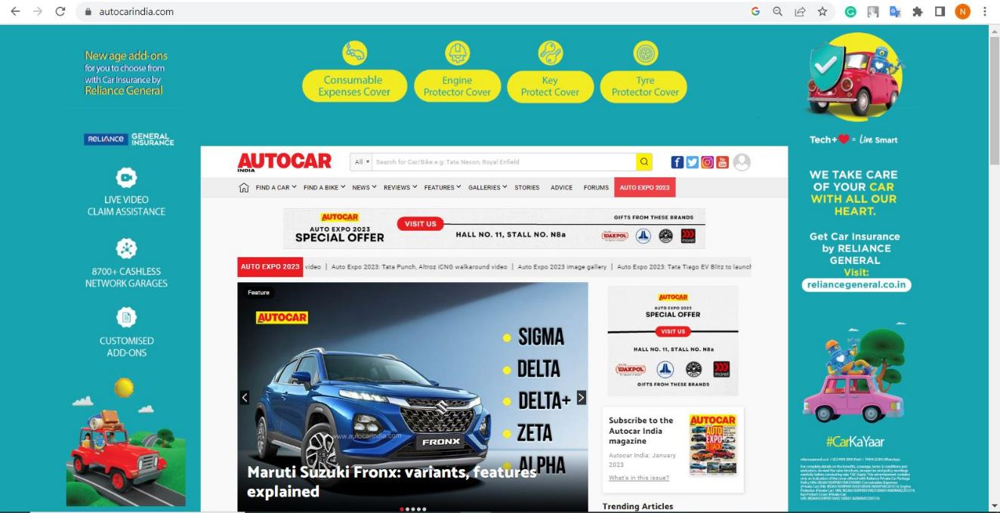 autocarindia.com
N
New age add-ons
for you to choose from
with Car Insurance by
Reliance General
Consumable
Expenses Cover
Engine
Protector Cover
Key
Protect Cover
Tyre
Protector Cover
RELIANCE GENERAL
INSURANCE
LIVE VIDEO
CLAIM ASSISTANCE
8700+ CASHLESS
NETWORK GARAGES
CUSTOMISED
ADD-ONS
AUTOCAR
INDIA
All Search for Car/Bike e.g: Tata Nexon, Royal Enfield
FIND A CAR FIND A BIKE NEWS REVIEWS FEATURES GALLERIES STORIES ADVICE FORUMS AUTO EXPO 2023
AUTOCAR
AUTO EXPO 2023
SPECIAL OFFER
VISIT US
HALL NO. 11, STALL NO. N8a
GIFTS FROM THESE BRANDS
WAXPOL
morel
AUTO EXPO 2023 video | Auto Expo 2023: Tata Punch, Altroz iCNG walkaround video | Auto Expo 2023 image gallery | Auto Expo 2023: Tata Tiago EV Blitz to launch
Feature
AUTOCAR
SIGMA
DELTA
DELTA+
ZETA
ALPHA
www.autocarindia.com
FRONX
Maruti Suzuki Fronx: variants, features
explained
AUTOCAR
AUTO EXPO 2023
SPECIAL OFFER
VISIT US
HALL NO. 11, STALL NO. N8a
WAXPOL
morel
GIFTS FROM THESE BRANDS
Subscribe to the
Autocar India
magazine
Autocar India: January
2023
What's in this issue?
AUTOCAR
AUTO
EXPO
IS BACK!
Trending Articles
Tech+ = Live Smart
WE TAKE CARE
OF YOUR CAR
WITH ALL OUR
HEART.
Get Car Insurance
by RELIANCE
GENERAL
Visit:
reliancegeneral.co.in
#CarKaYaar